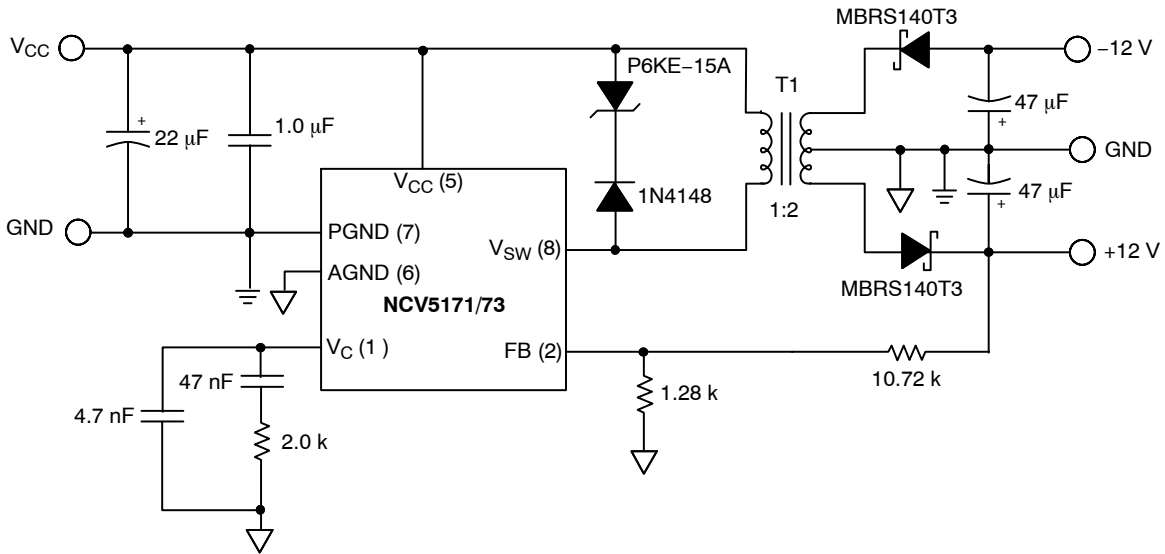 MBRS140T3
V_CC
−12 V
P6KE−15A
T1
+
22 µF
1.0 µF
47 µF
+
GND
V_CC (5)
1N4148
1:2
47 µF
+
GND
PGND (7)
V_SW (8)
+12 V
AGND (6)
MBRS140T3
NCV5171/73
V_C (1 )
FB (2)
47 nF
10.72 k
4.7 nF
1.28 k
2.0 k